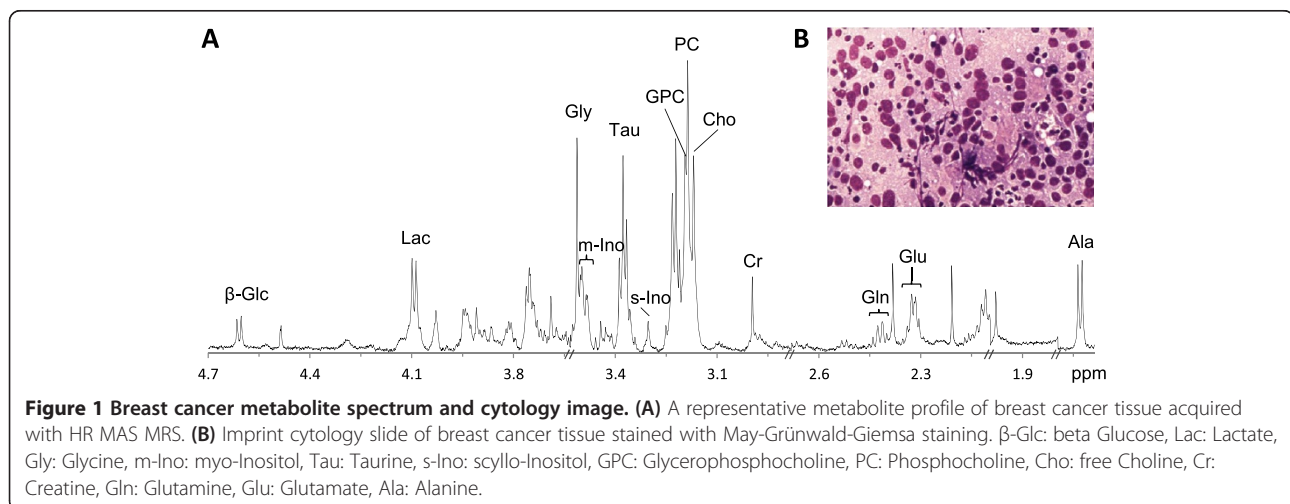 A
B
PC
GPC
Cho
Gly
Tau
Lac
m-Ino
s-Ino
Cr
Gln
Glu
Ala
β-Glc
4.7 4.4 4.1 3.8 3.4 3.1 2.6 2.3 1.9 ppm
Figure 1 Breast cancer metabolite spectrum and cytology image. (A) A representative metabolite profile of breast cancer tissue acquired
with HR MAS MRS. (B) Imprint cytology slide of breast cancer tissue stained with May-Grünwald-Giemsa staining. β-Glc: beta Glucose, Lac: Lactate,
Gly: Glycine, m-Ino: myo-Inositol, Tau: Taurine, s-Ino: scyllo-Inositol, GPC: Glycerophosphocholine, PC: Phosphocholine, Cho: free Choline, Cr:
Creatine, Gln: Glutamine, Glu: Glutamate, Ala: Alanine.